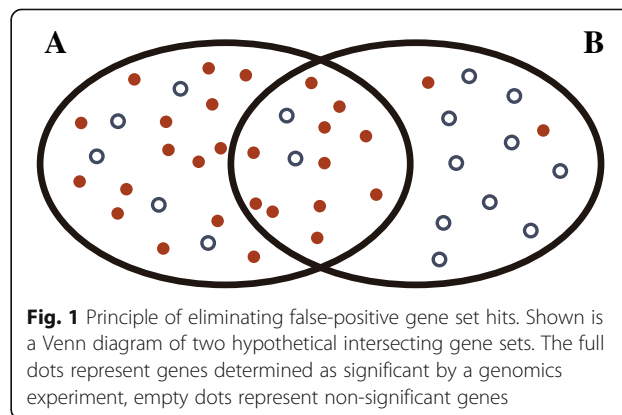 A
B
Fig. 1 Principle of eliminating false-positive gene set hits. Shown is
a Venn diagram of two hypothetical intersecting gene sets. The full
dots represent genes determined as significant by a genomics
experiment, empty dots represent non-significant genes